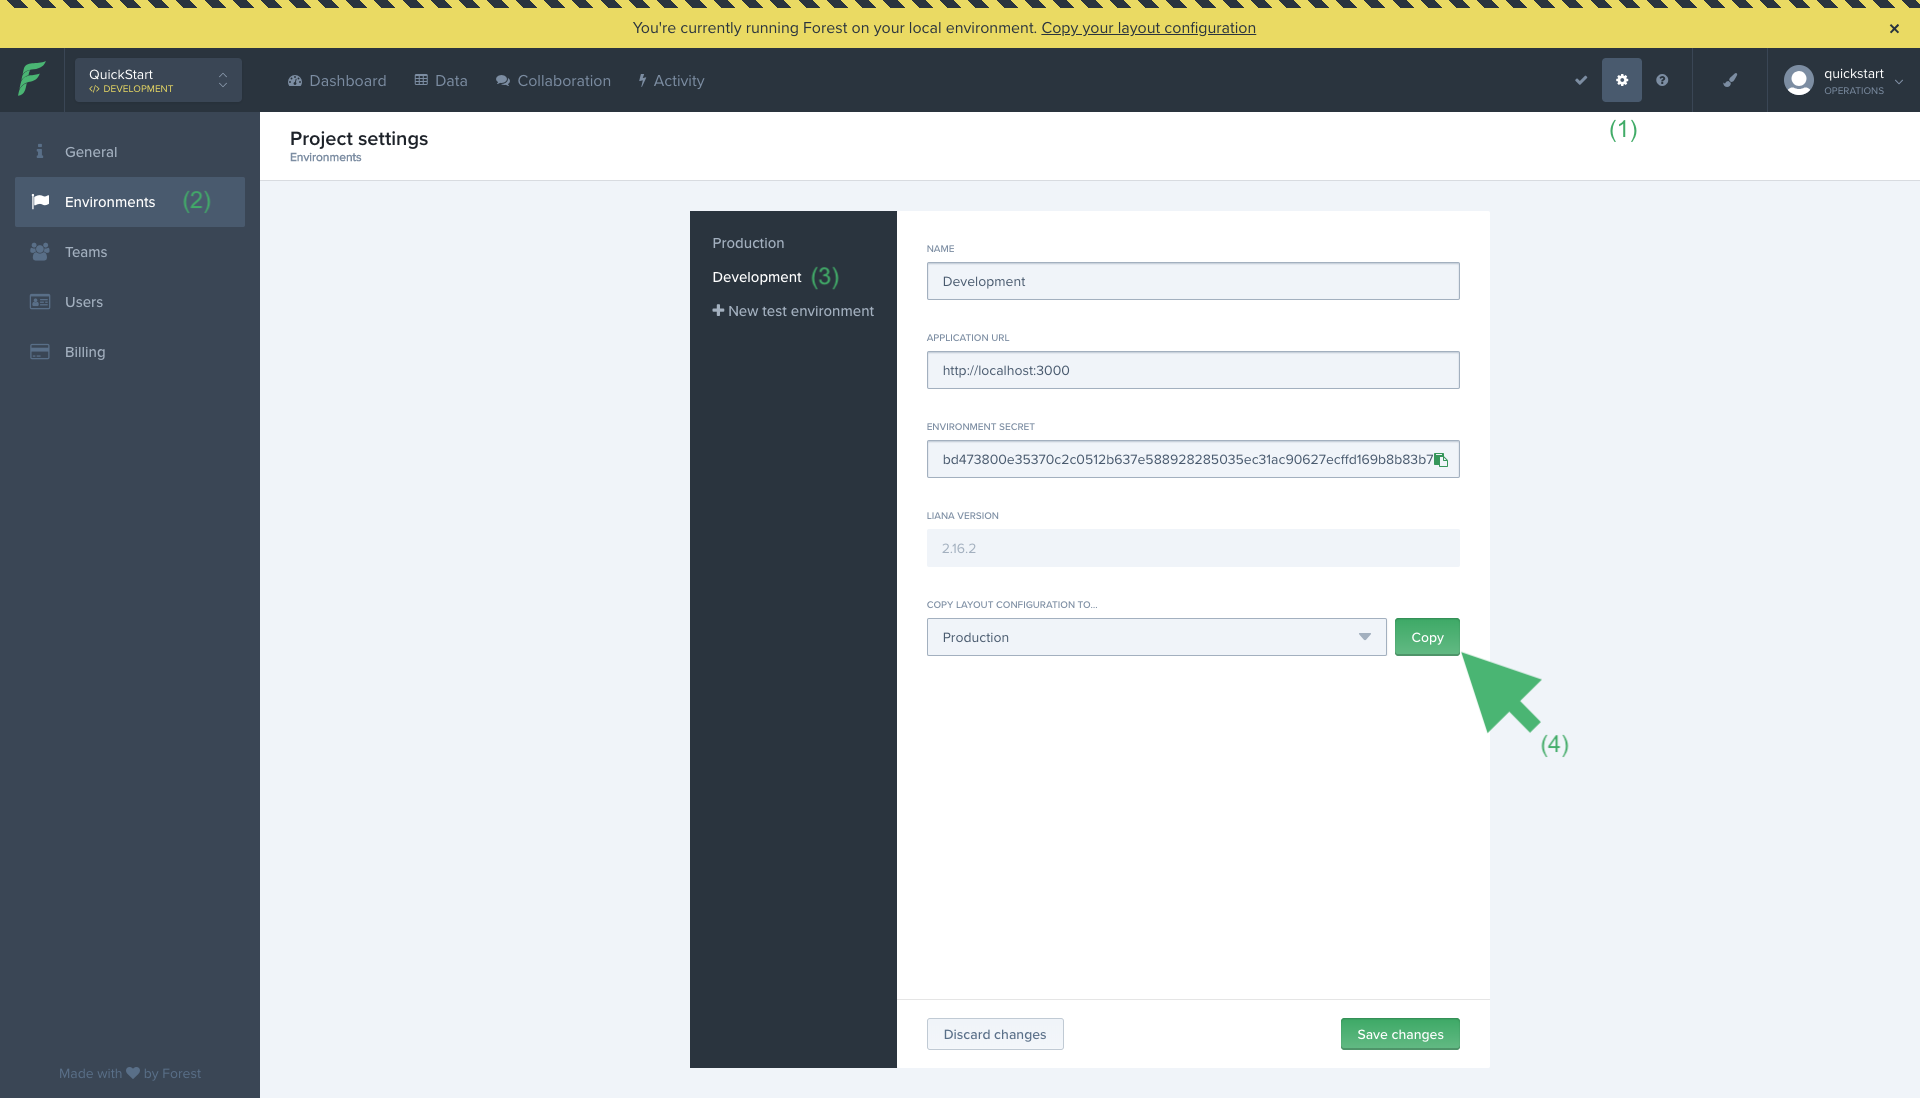 You're currently running Forest on your local environment. Copy your layout configuration
QuickStart
</> DEVELOPMENT
Dashboard
Data
Collaboration
Activity
quickstart
OPERATIONS
(1)
General
Environments (2)
Teams
Users
Billing
Made with by Forest
Project settings
Environments
Production
Development (3)
New test environment
NAME
Development
APPLICATION URL
http://localhost:3000
ENVIRONMENT SECRET
bd473800e35370c2c0512b637e588928285035ec31ac90627ecffd169b8b83b7
LIANA VERSION
2.16.2
COPY LAYOUT CONFIGURATION TO...
Production
Copy
(4)
Discard changes
Save changes